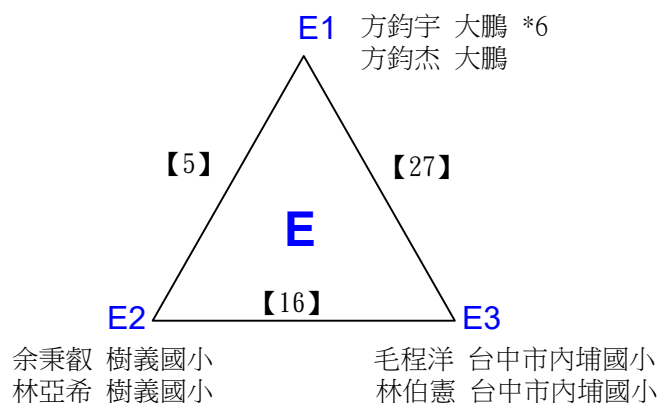 E1 方鈞宇 大鵬 *6
方鈞杰 大鵬
【5】 【27】
E
【16】
E2 E3
余秉叡 樹義國小 毛程洋 台中市內埔國小
林亞希 樹義國小 林伯憲 台中市內埔國小